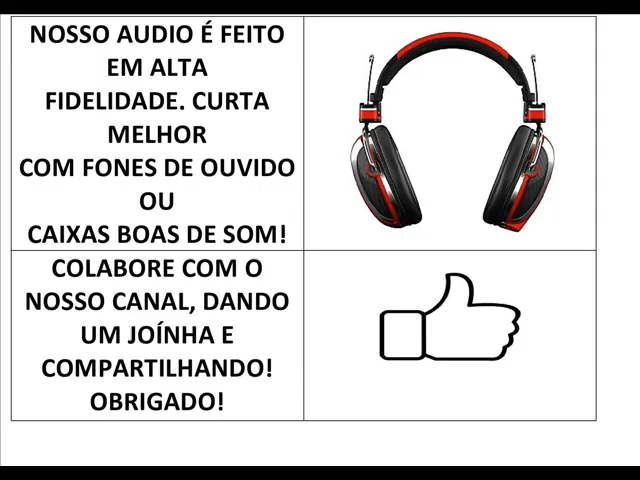 NOSSO AUDIO É FEITO
EM ALTA
FIDELIDADE. CURTA
MELHOR
COM FONES DE OUVIDO
OU
CAIXAS BOAS DE SOM!
COLABORE COM O
NOSSO CANAL, DANDO
UM JOÍNHA E
COMPARTILHANDO!
OBRIGADO!